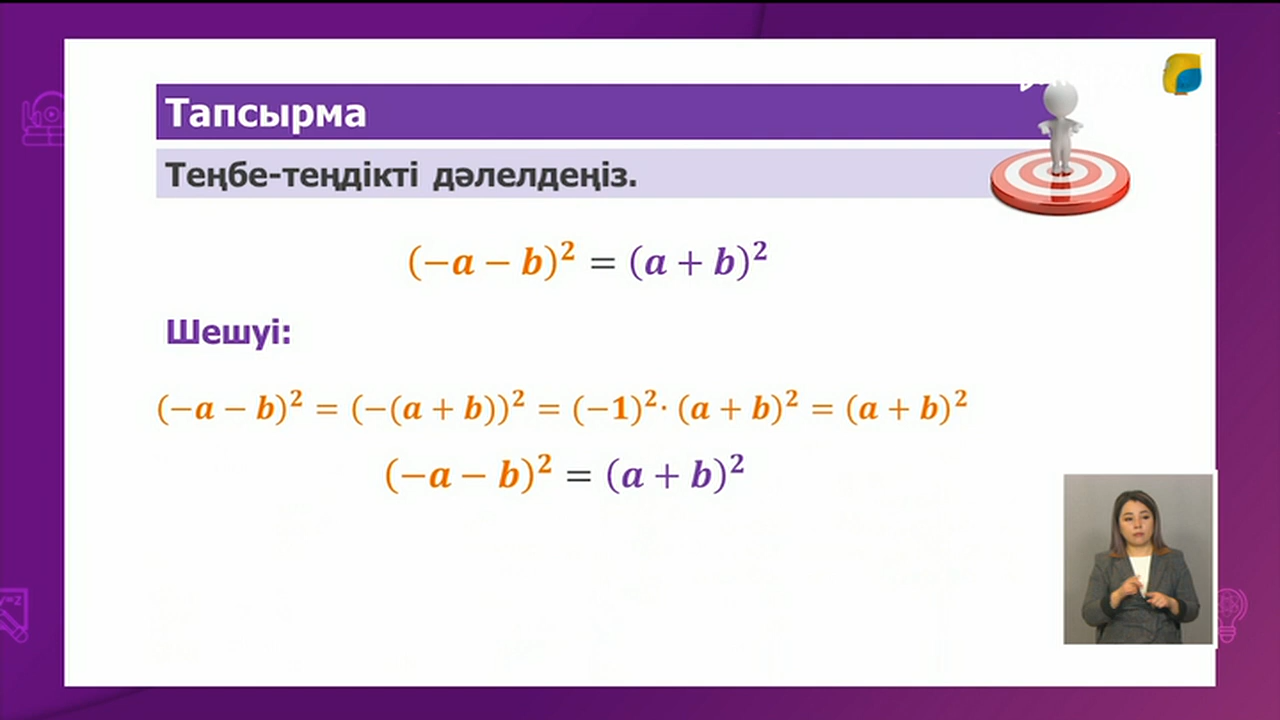 Тапсырма
Теңбе-теңдікті дәлелдеңіз.
(−a − b)² = (a + b)²
Шешуі:
(−a − b)² = (−(a + b))² = (−1)²· (a + b)² = (a + b)²
(−a − b)² = (a + b)²